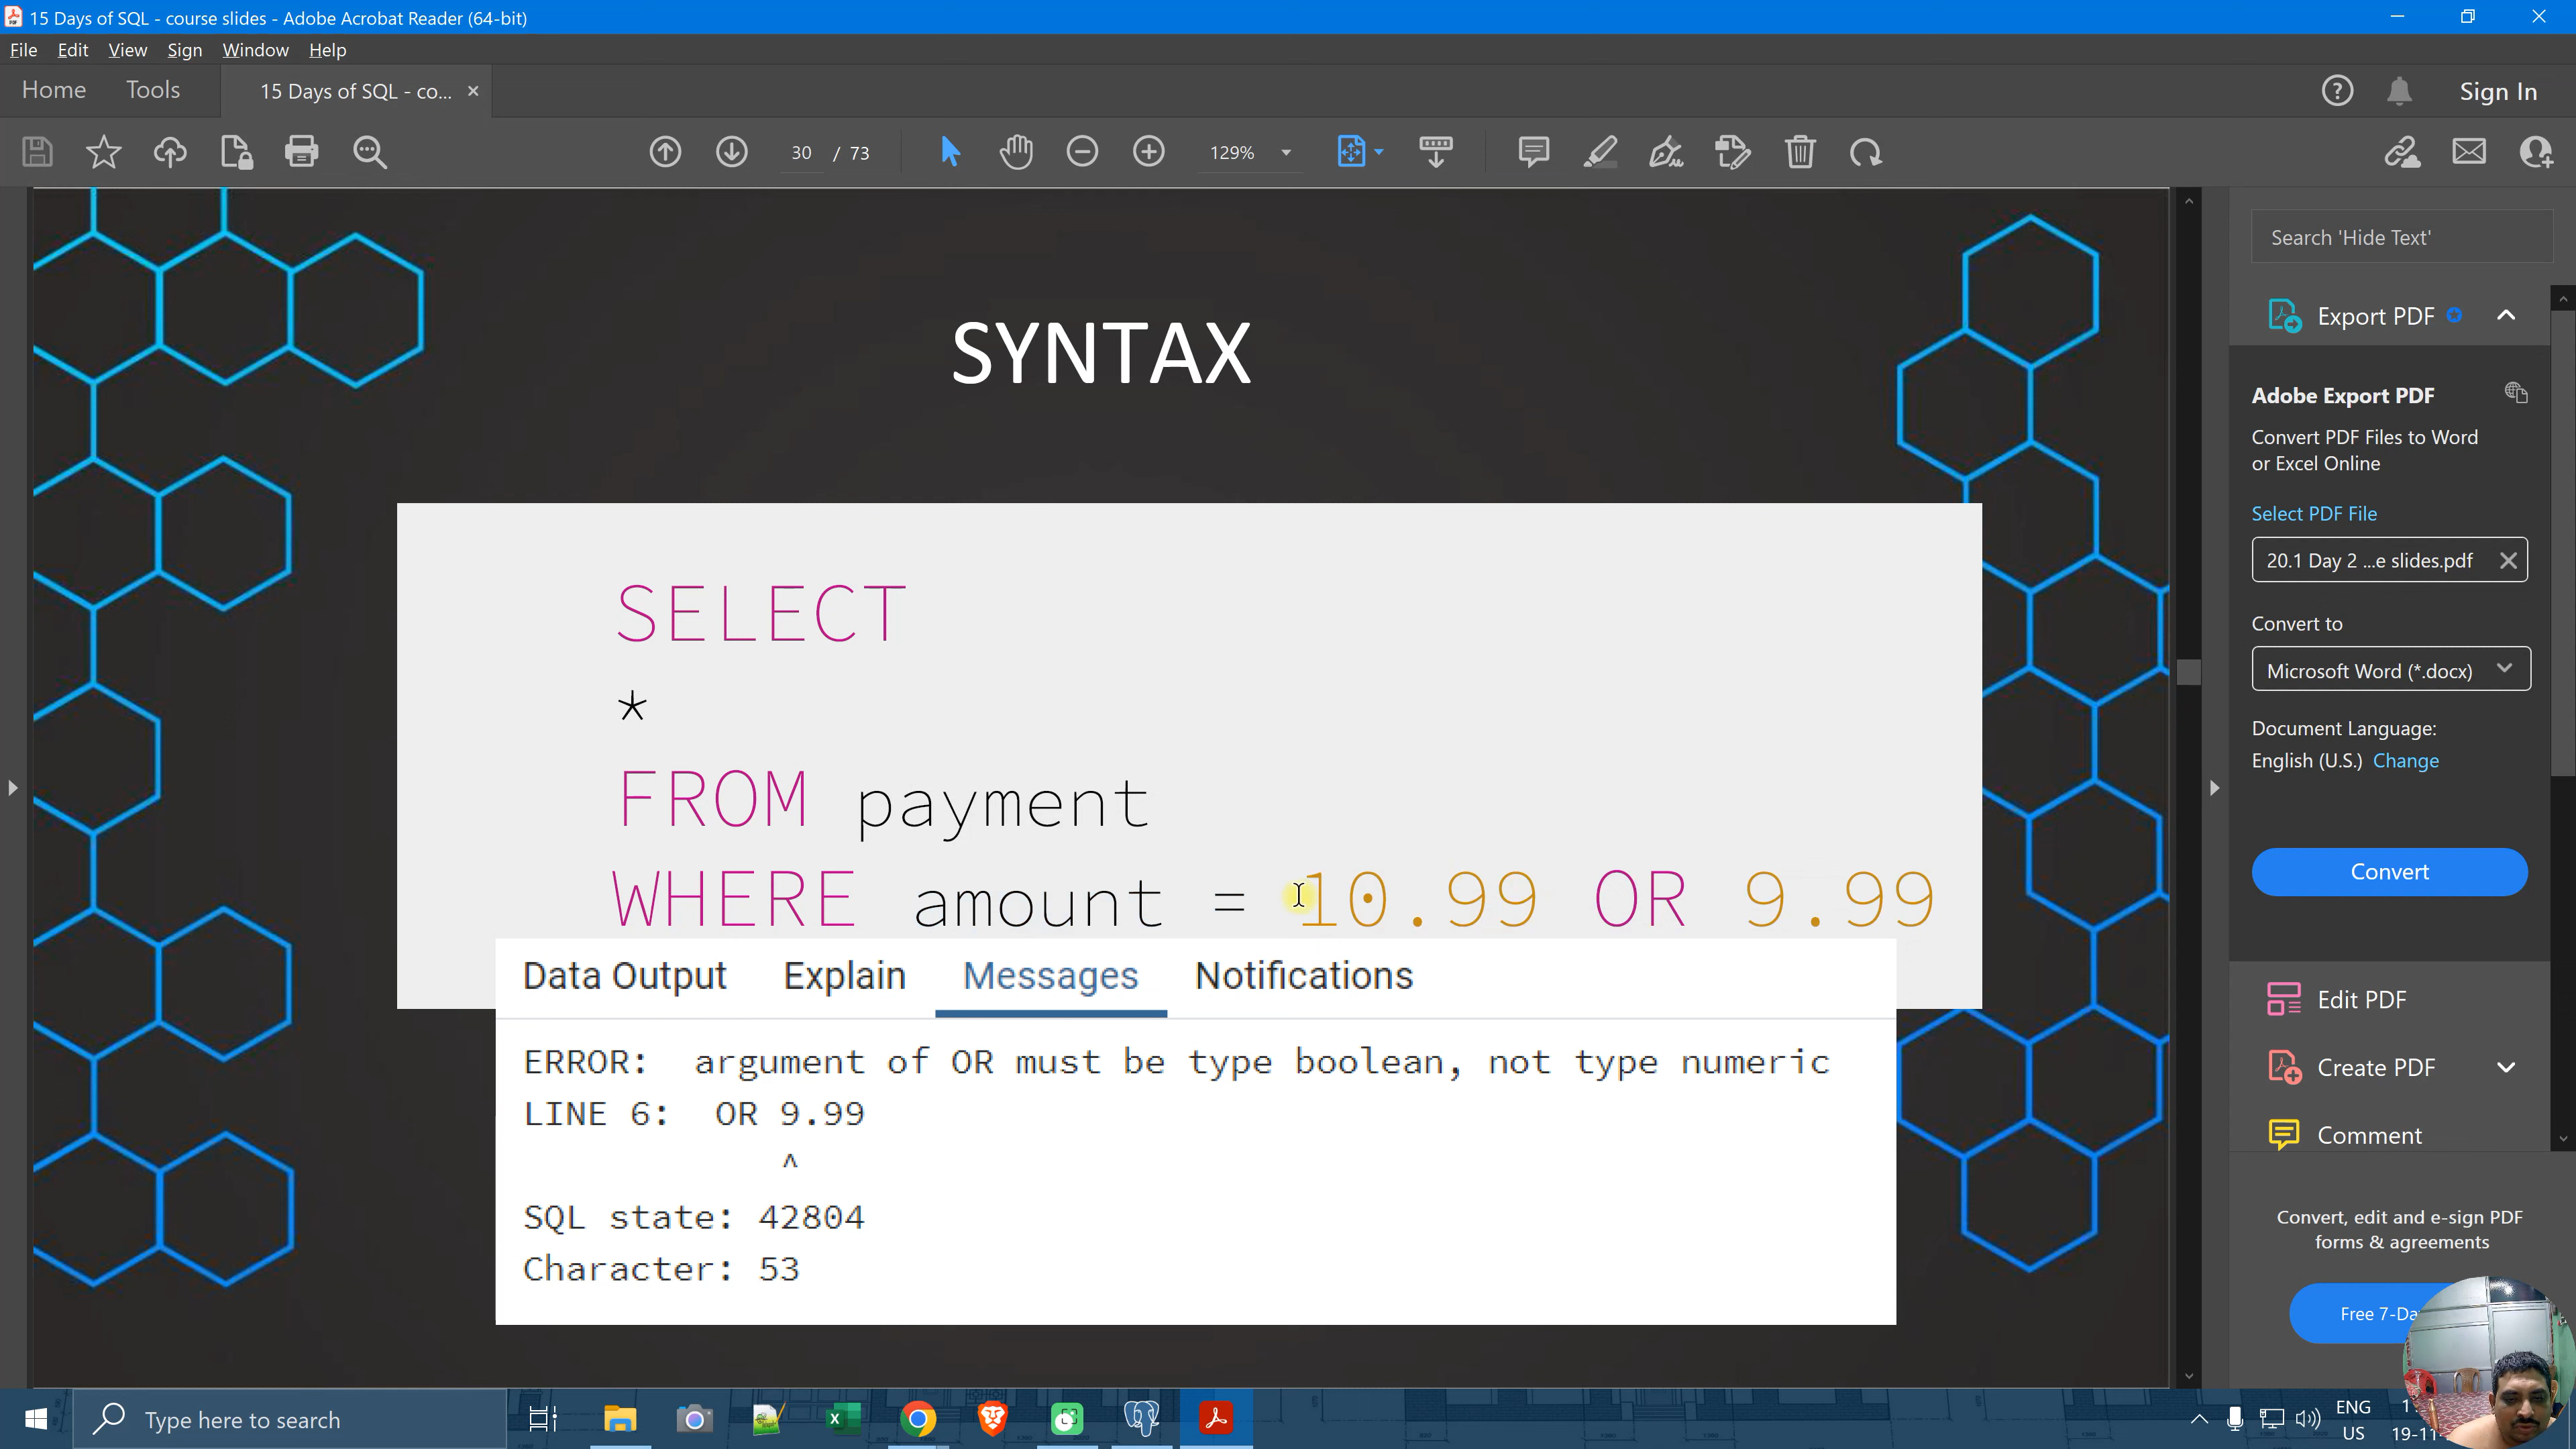 15 Days of SQL - course slides - Adobe Acrobat Reader (64-bit)
File Edit View Sign Window Help
Home Tools 15 Days of SQL - co... Sign In
30 / 73 129%
SYNTAX
SELECT
*
FROM payment
WHERE amount = 10.99 OR 9.99
Data Output Explain Messages Notifications
ERROR: argument of OR must be type boolean, not type numeric
LINE 6: OR 9.99
^
SQL state: 42804
Character: 53
Search 'Hide Text'
Export PDF
Adobe Export PDF
Convert PDF Files to Word
or Excel Online
Select PDF File
20.1 Day 2 ...e slides.pdf
Convert to
Microsoft Word (*.docx)
Document Language:
English (U.S.) Change
Convert
Edit PDF
Create PDF
Comment
Convert, edit and e-sign PDF
forms & agreements
Free 7-Da
Type here to search
ENG
US
19-11